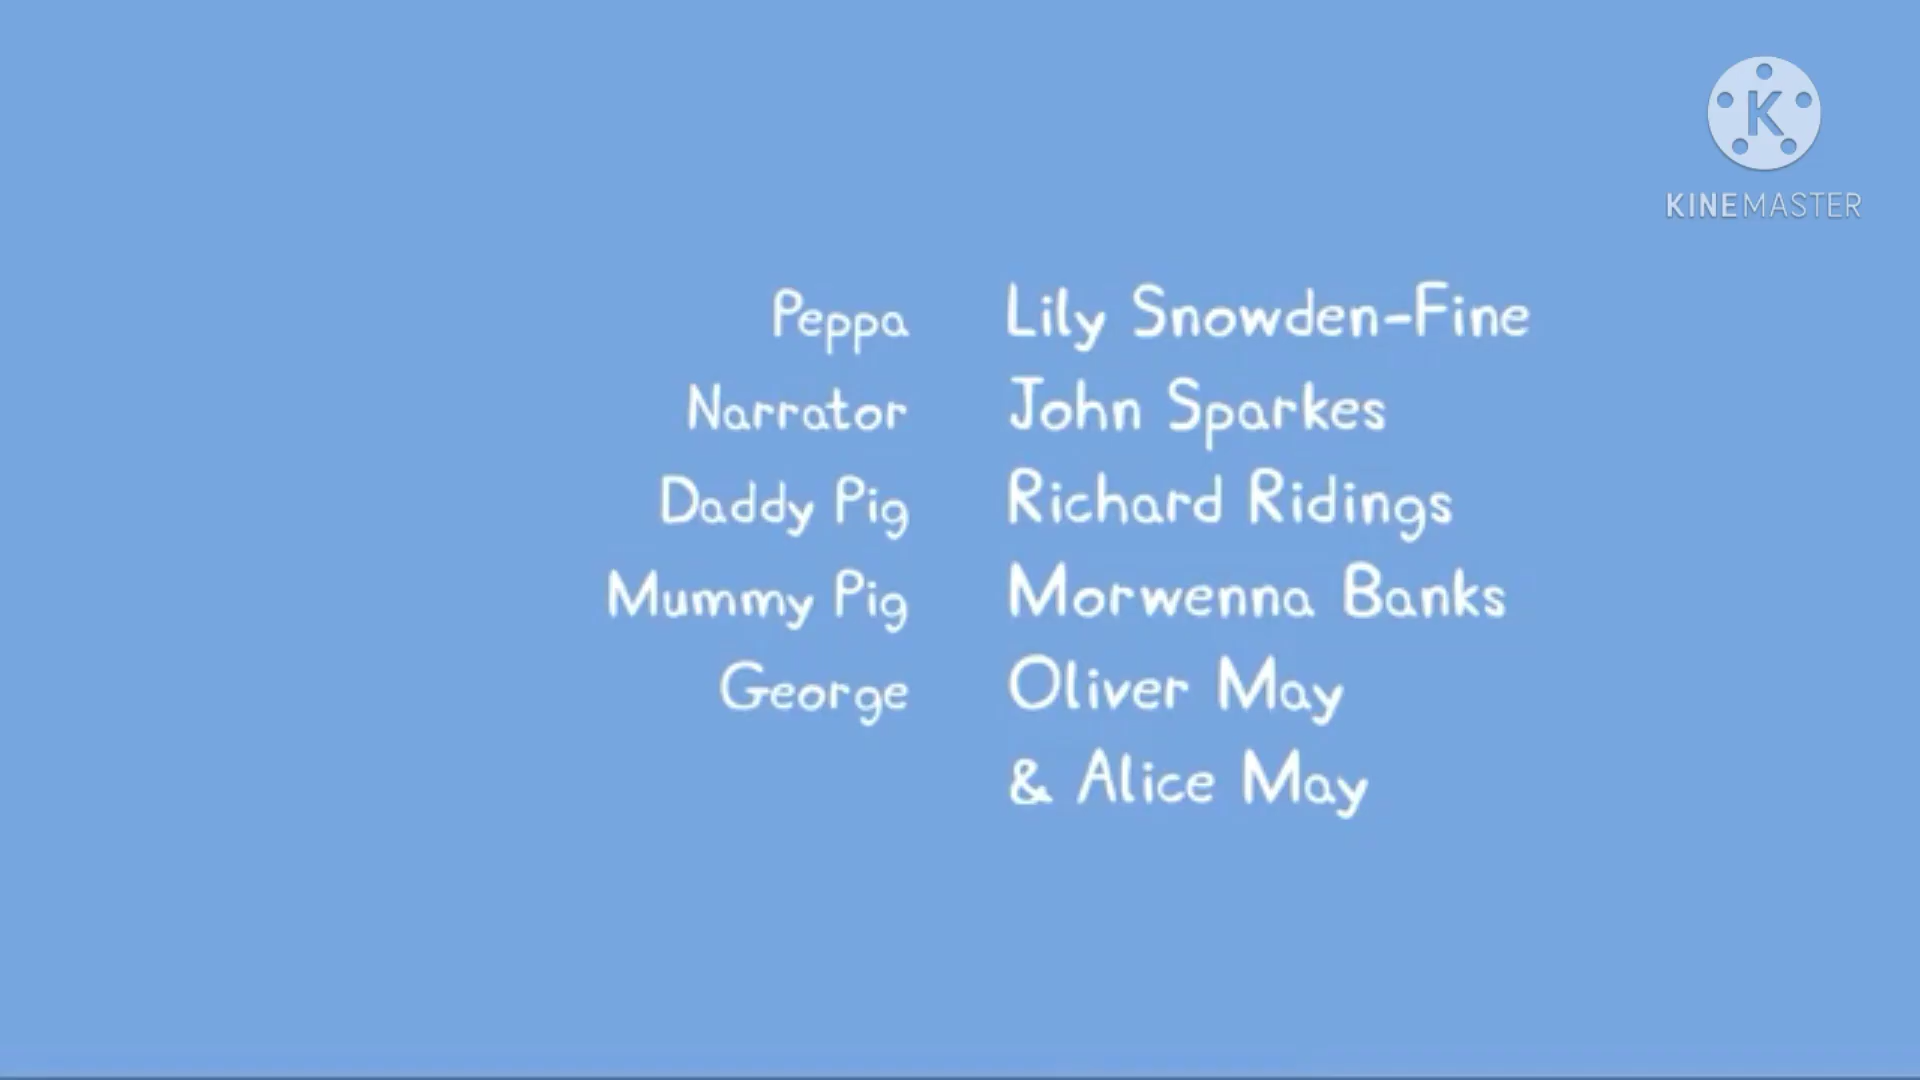 K
KINEMASTER
Peppa Lily Snowden-Fine
Narrator John Sparkes
Daddy Pig Richard Ridings
Mummy Pig Morwenna Banks
George Oliver May
& Alice May